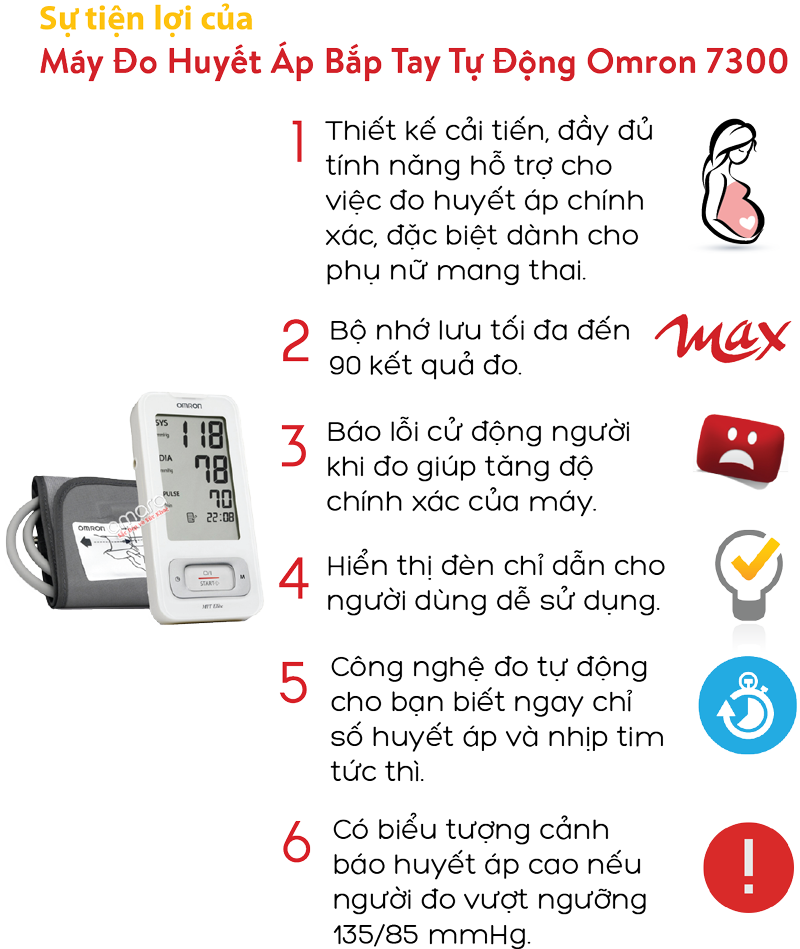 Sự tiện lợi của
Máy Đo Huyết Áp Bắp Tay Tự Động Omron 7300
1
Thiết kế cải tiến, đầy đủ
tính năng hỗ trợ cho
việc đo huyết áp chính
xác, đặc biệt dành cho
phụ nữ mang thai.
2
Bộ nhớ lưu tối đa đến
90 kết quả đo.
max
3
Báo lỗi cử động người
khi đo giúp tăng độ
chính xác của máy.
4
Hiển thị đèn chỉ dẫn cho
người dùng dễ sử dụng.
5
Công nghệ đo tự động
cho bạn biết ngay chỉ
số huyết áp và nhịp tim
tức thì.
6
Có biểu tượng cảnh
báo huyết áp cao nếu
người đo vượt ngưỡng
135/85 mmHg.
!
OMRON
SYS
mmHg
118
DIA
mmHg
78
PULSE
70
22:08
START
M
OMRON